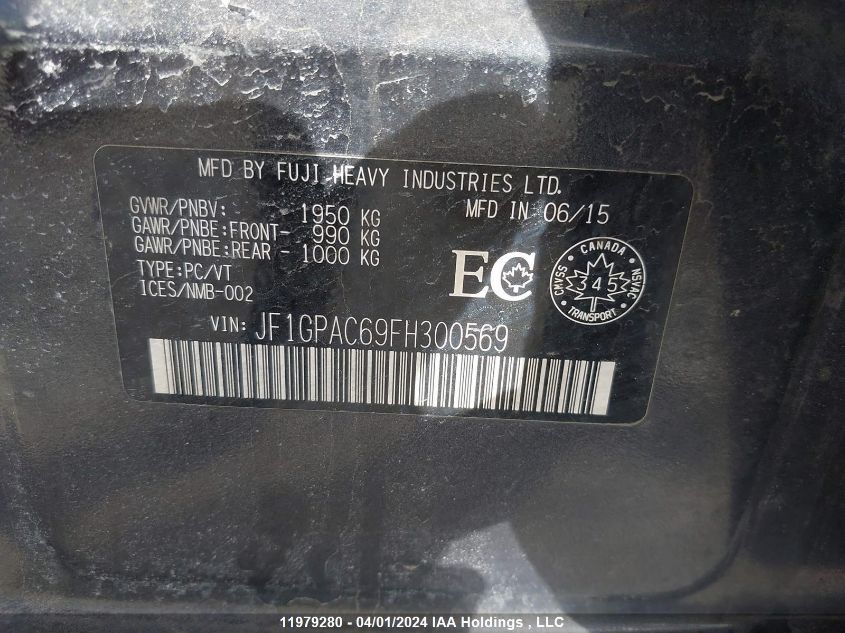 MFD BY FUJI HEAVY INDUSTRIES LTD.
GVWR/PNBV: 1950 KG MFD IN 06/15
GAWR/PNBE:FRONT- 990 KG
GAWR/PNBE:REAR - 1000 KG
TYPE:PC/VT
ICES/NMB-002
EC
CANADA
CMVSS 345 NSVAC
TRANSPORT
VIN: JF1GPAC69FH300569
11979280 - 04/01/2024 IAA Holdings , LLC